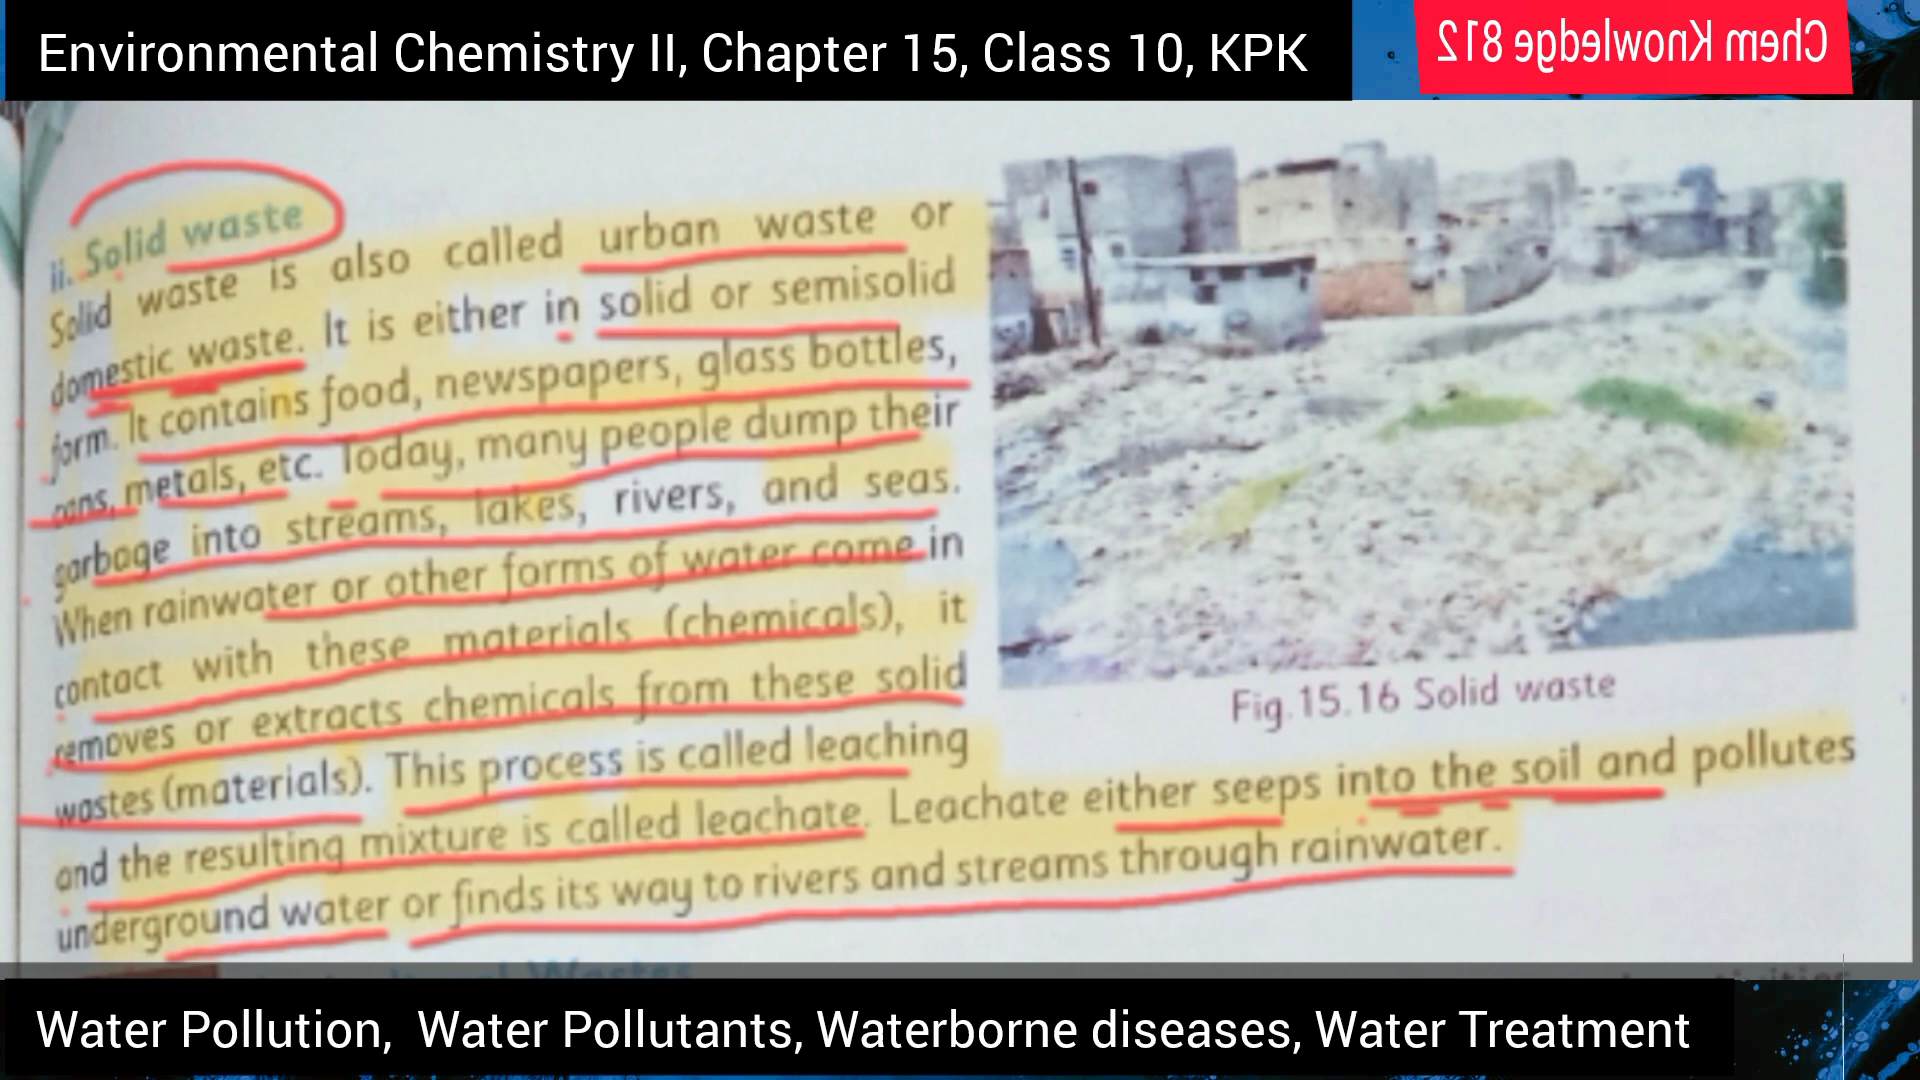 Environmental Chemistry II, Chapter 15, Class 10, KPK
Chem Knowledge 812
ii. Solid waste
Solid waste is also called urban waste or
domestic waste. It is either in solid or semisolid
form. It contains food, newspapers, glass bottles,
cans, metals, etc. Today, many people dump their
garbage into streams, lakes, rivers, and seas.
When rainwater or other forms of water come in
contact with these materials (chemicals), it
removes or extracts chemicals from these solid
wastes (materials). This process is called leaching
and the resulting mixture is called leachate. Leachate either seeps into the soil and pollutes
underground water or finds its way to rivers and streams through rainwater.
Fig.15.16 Solid waste
Wastes
Water Pollution, Water Pollutants, Waterborne diseases, Water Treatment